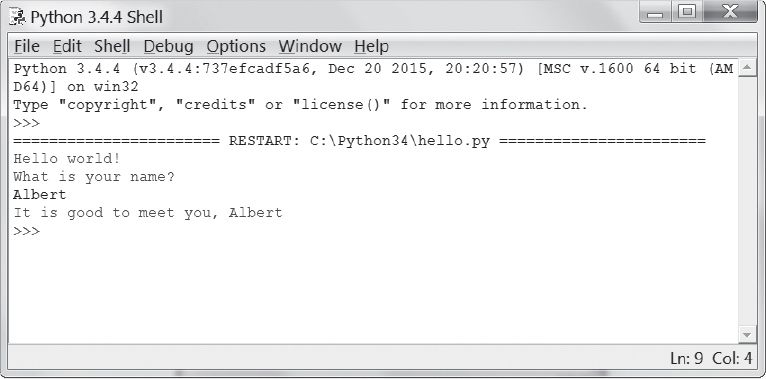 Python 3.4.4 Shell
File Edit Shell Debug Options Window Help
Python 3.4.4 (v3.4.4:737efcadf5a6, Dec 20 2015, 20:20:57) [MSC v.1600 64 bit (AM
D64)] on win32
Type "copyright", "credits" or "license()" for more information.
>>>
======================= RESTART: C:\Python34\hello.py =======================
Hello world!
What is your name?
Albert
It is good to meet you, Albert
>>>
Ln: 9 Col: 4